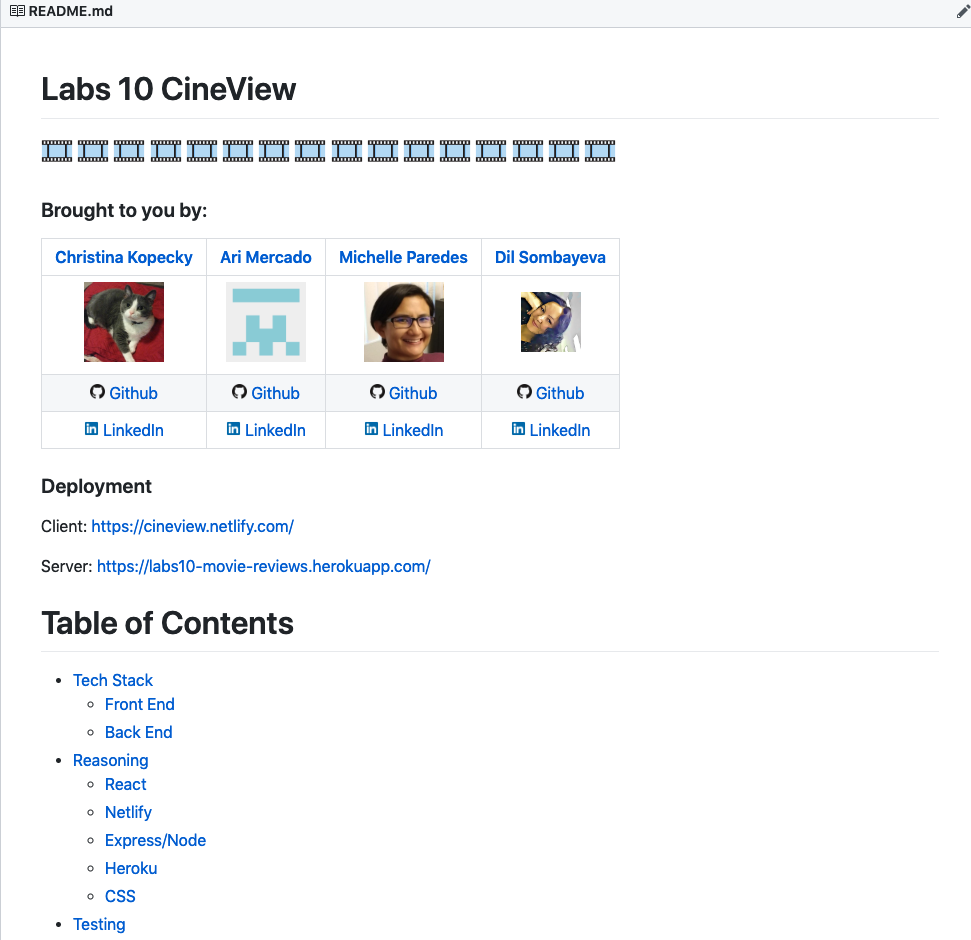 README.md
Labs 10 CineView
Brought to you by:
Christina Kopecky Ari Mercado Michelle Paredes Dil Sombayeva
Github Github Github Github
LinkedIn LinkedIn LinkedIn LinkedIn
Deployment
Client: https://cineview.netlify.com/
Server: https://labs10-movie-reviews.herokuapp.com/
Table of Contents
Tech Stack
Front End
Back End
Reasoning
React
Netlify
Express/Node
Heroku
CSS
Testing